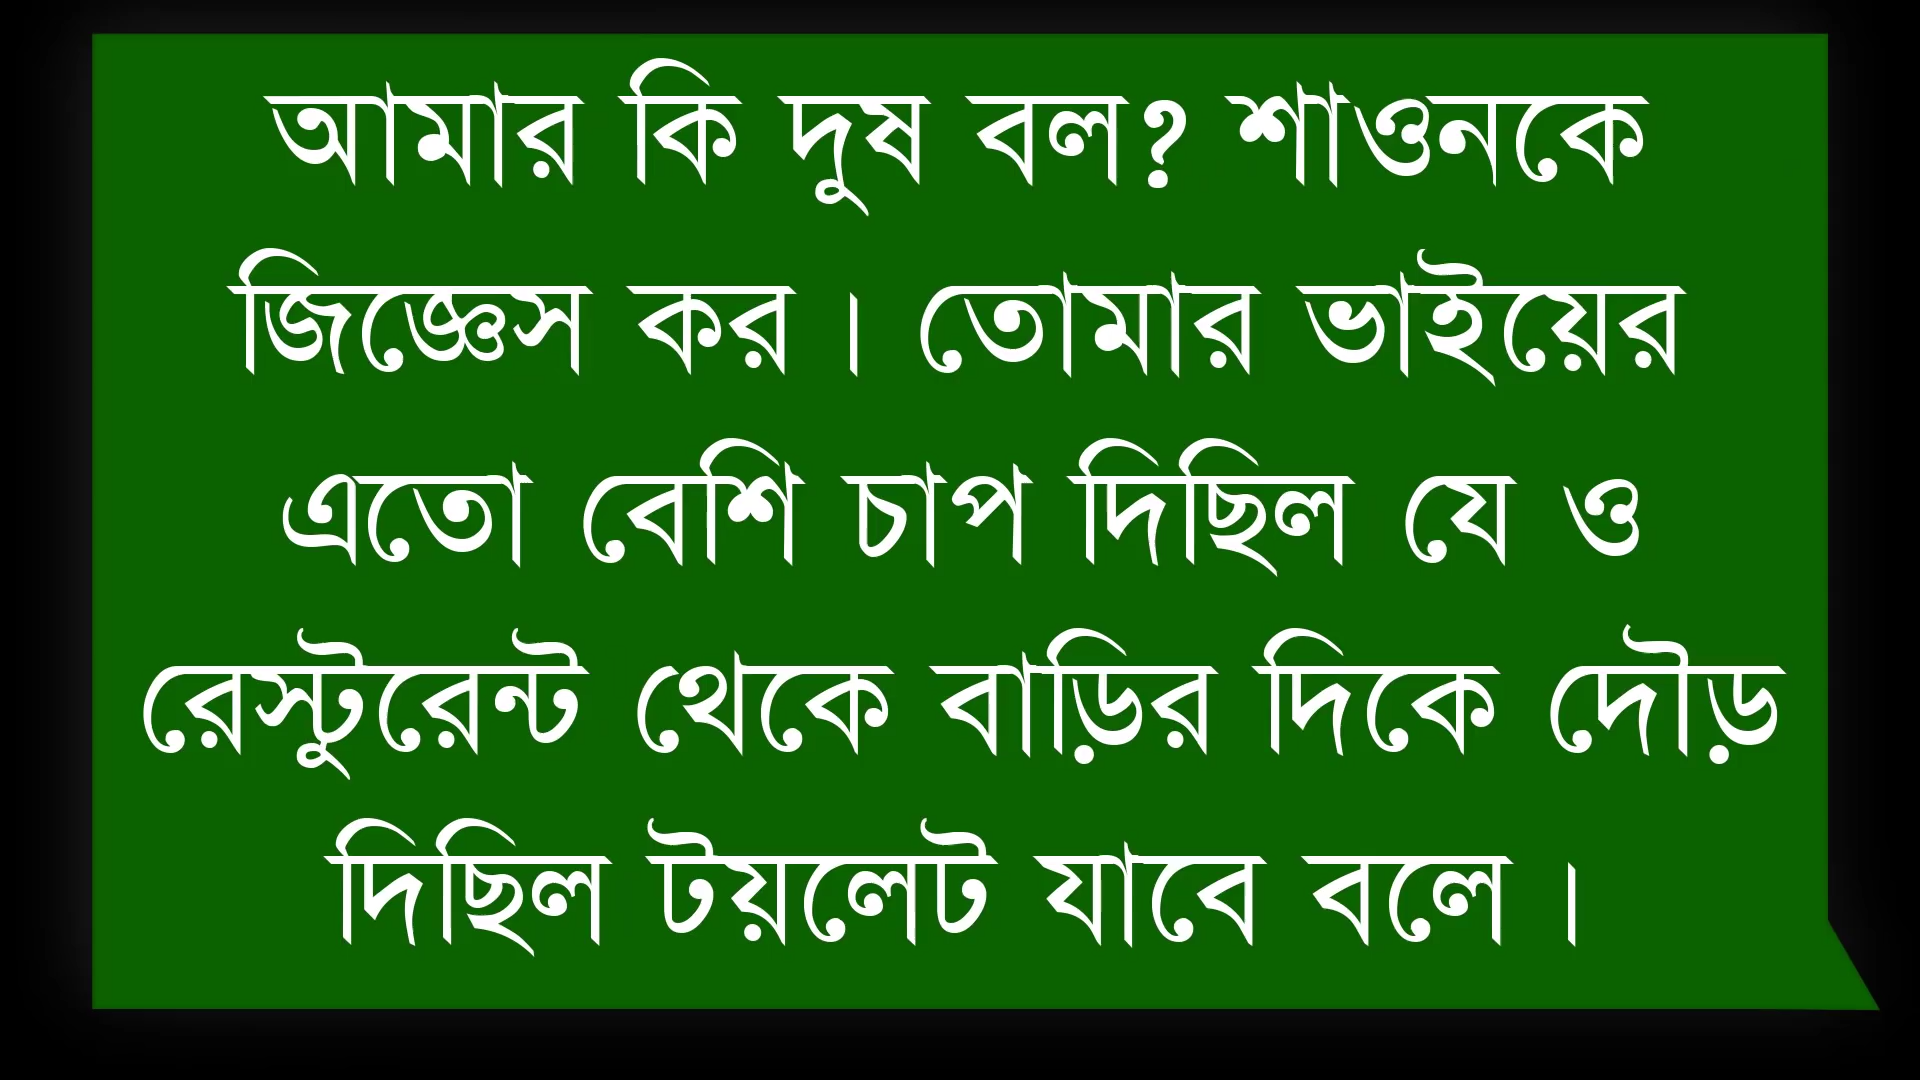 আমার কি দুষ বল? শাওনকে
জিজ্ঞেস কর । তোমার ভাইয়ের
এতো বেশি চাপ দিছিল যে ও
রেস্টুরেন্ট থেকে বাড়ির দিকে দৌড়
দিছিল টয়লেট যাবে বলে ।